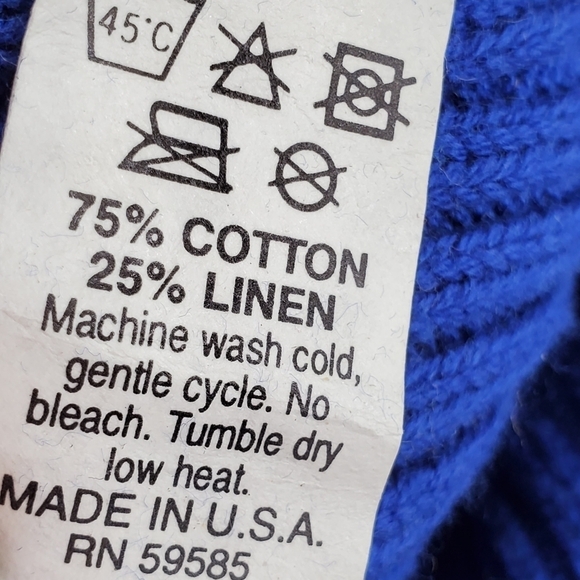 45°C
75% COTTON
25% LINEN
Machine wash cold,
gentle cycle. No
bleach. Tumble dry
low heat.
MADE IN U.S.A.
RN 59585